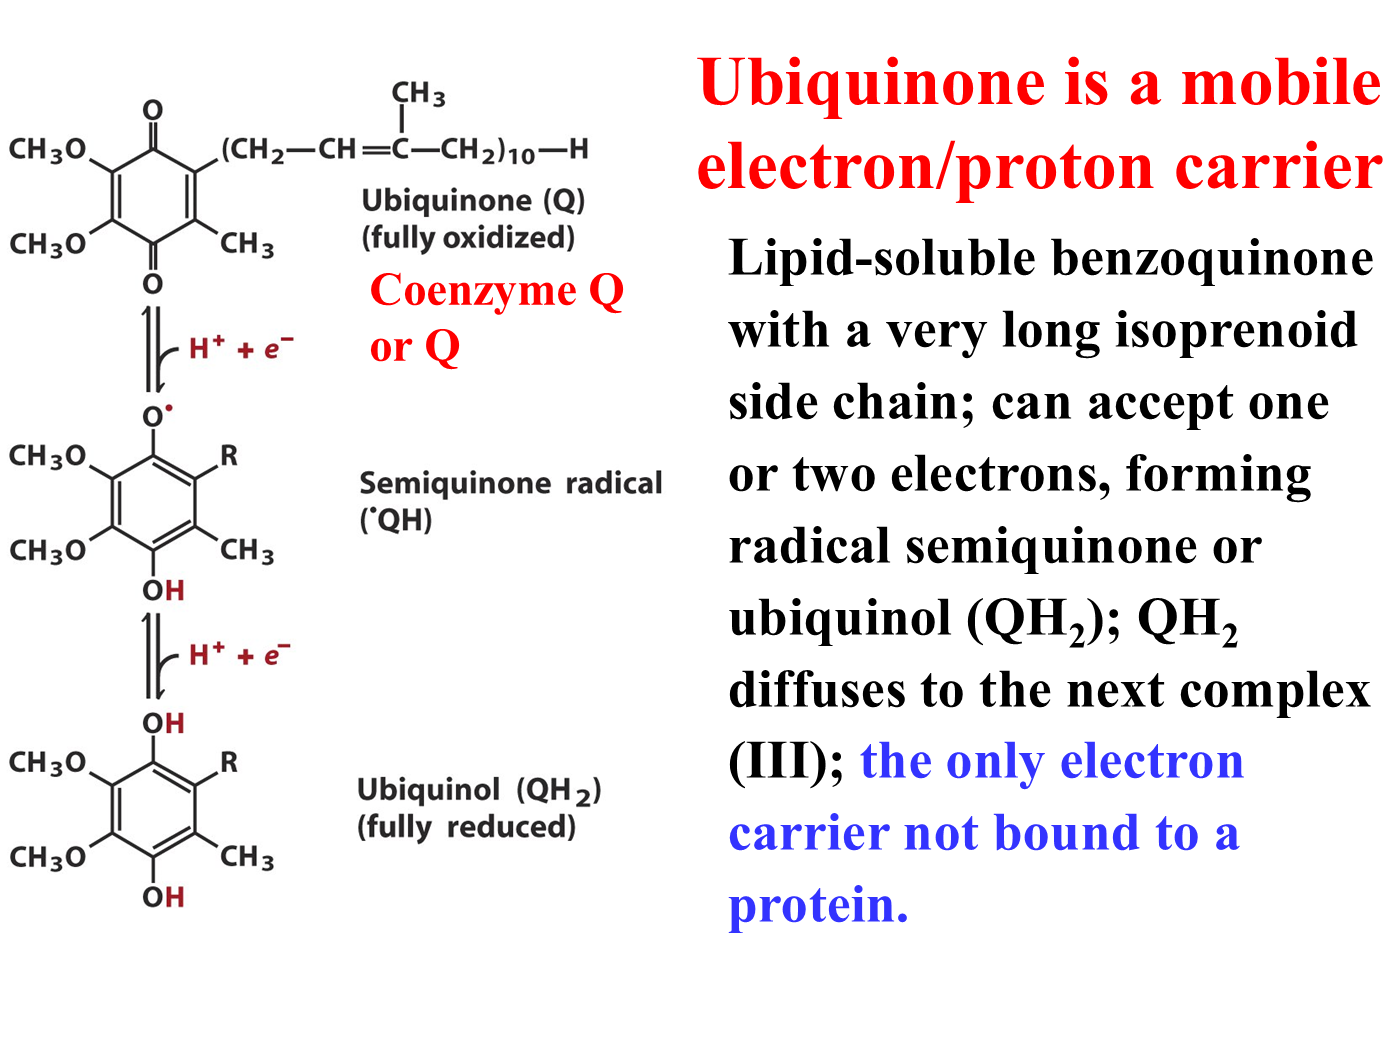 Ubiquinone is a mobile
electron/proton carrier
CH3
O
CH3O
(CH2—CH=C—CH2)10—H
Ubiquinone (Q)
(fully oxidized)
CH3O
CH3
O
Coenzyme Q
or Q
H+ + e−
O•
CH3O
R
Semiquinone radical
(•QH)
CH3O
CH3
OH
H+ + e−
OH
CH3O
R
Ubiquinol (QH2)
(fully reduced)
CH3O
CH3
OH
Lipid-soluble benzoquinone
with a very long isoprenoid
side chain; can accept one
or two electrons, forming
radical semiquinone or
ubiquinol (QH2); QH2
diffuses to the next complex
(III); the only electron
carrier not bound to a
protein.